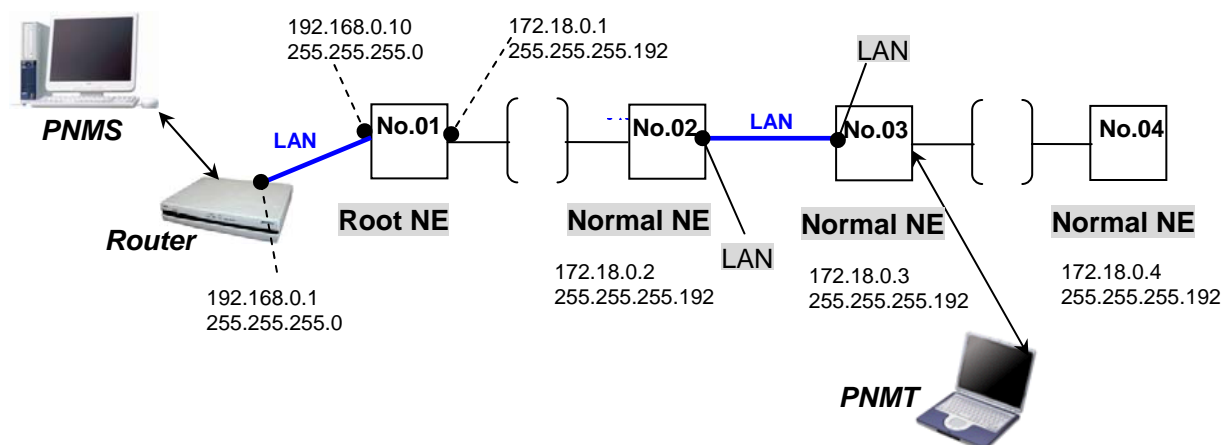 192.168.0.10
255.255.255.0
172.18.0.1
255.255.255.192
LAN
PNMS
LAN
No.01
No.02
LAN
No.03
No.04
Router
Root NE
Normal NE
LAN
Normal NE
Normal NE
192.168.0.1
255.255.255.0
172.18.0.2
255.255.255.192
172.18.0.3
255.255.255.192
172.18.0.4
255.255.255.192
PNMT